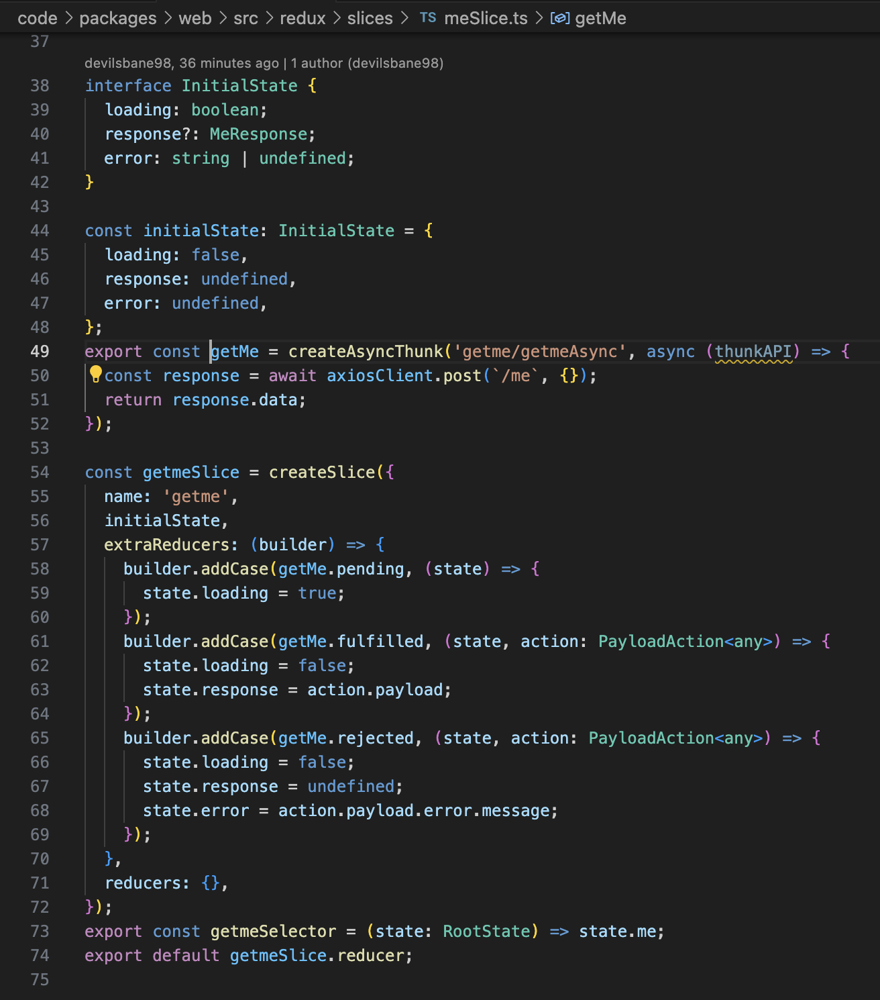 code > packages > web > src > redux > slices > TS meSlice.ts > getMe
37
devilsbane98, 36 minutes ago | 1 author (devilsbane98)
38 interface InitialState {
39   loading: boolean;
40   response?: MeResponse;
41   error: string | undefined;
42 }
43
44 const initialState: InitialState = {
45   loading: false,
46   response: undefined,
47   error: undefined,
48 };
49 export const getMe = createAsyncThunk('getme/getmeAsync', async (thunkAPI) => {
50   const response = await axiosClient.post(`/me`, {});
51   return response.data;
52 });
53
54 const getmeSlice = createSlice({
55   name: 'getme',
56   initialState,
57   extraReducers: (builder) => {
58     builder.addCase(getMe.pending, (state) => {
59       state.loading = true;
60     });
61     builder.addCase(getMe.fulfilled, (state, action: PayloadAction<any>) => {
62       state.loading = false;
63       state.response = action.payload;
64     });
65     builder.addCase(getMe.rejected, (state, action: PayloadAction<any>) => {
66       state.loading = false;
67       state.response = undefined;
68       state.error = action.payload.error.message;
69     });
70   },
71   reducers: {},
72 });
73 export const getmeSelector = (state: RootState) => state.me;
74 export default getmeSlice.reducer;
75